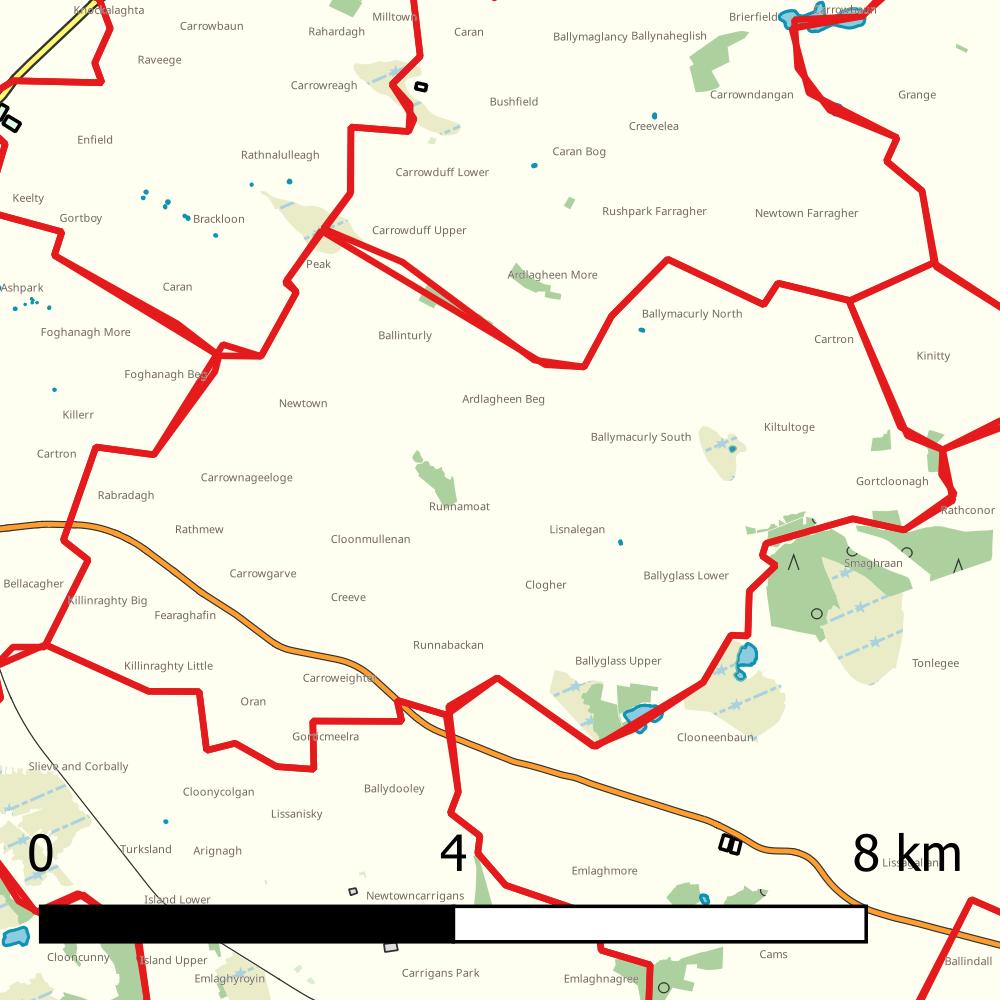 Knockalaghta
Milltown
Brierfield
Carrowbaun
Carrowbaun
Rahardagh
Caran
Ballymaglancy
Ballynaheglish
Raveege
Carrowreagh
Bushfield
Carrowndangan
Grange
Enfield
Creevelea
Rathnalulleagh
Caran Bog
Carrowduff Lower
Keelty
Gortboy
Brackloon
Rushpark Farragher
Newtown Farragher
Carrowduff Upper
Peak
Ardlagheen More
Ashpark
Caran
Ballymacurly North
Foghanagh More
Ballinturly
Cartron
Kinitty
Foghanagh Beg
Newtown
Ardlagheen Beg
Killerr
Kiltultoge
Ballymacurly South
Cartron
Carrownageeloge
Gortcloonagh
Rabradagh
Runnamoat
Rathconor
Rathmew
Cloonmullenan
Lisnalegan
Smaghraan
Carrowgarve
Ballyglass Lower
Bellacagher
Clogher
Killinraghty Big
Creeve
Fearaghafin
Runnabackan
Killinraghty Little
Ballyglass Upper
Tonlegee
Carroweighter
Oran
Gorticmeelra
Clooneenbaun
Slieve and Corbally
Cloonycolgan
Ballydooley
Lissanisky
Turksland
Arignagh
0
4
8 km
Emlaghmore
Island Lower
Newtowncarrigans
Clooncunny
Island Upper
Cams
Ballindall
Emlaghyroyin
Carrigans Park
Emlaghnagree